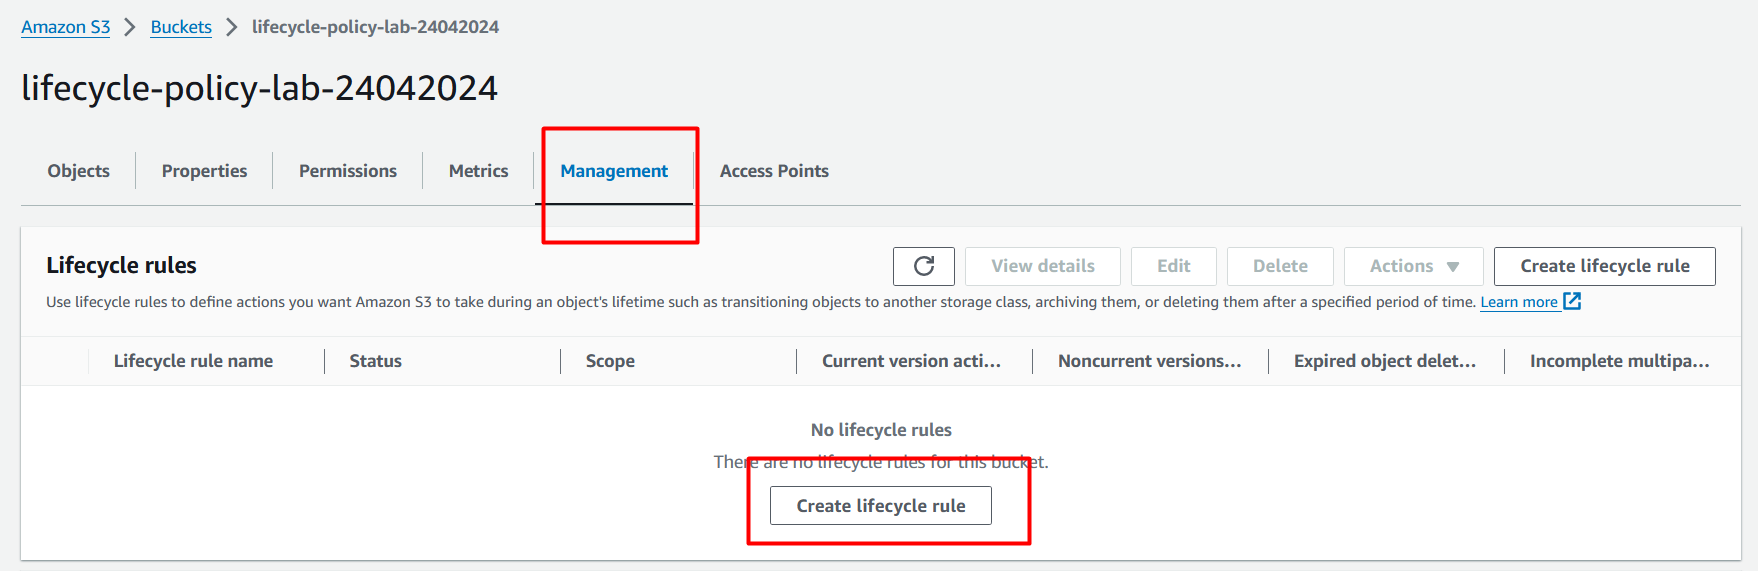 Amazon S3 > Buckets > lifecycle-policy-lab-24042024
lifecycle-policy-lab-24042024
Objects Properties Permissions Metrics Management Access Points
Lifecycle rules View details Edit Delete Actions Create lifecycle rule
Use lifecycle rules to define actions you want Amazon S3 to take during an object's lifetime such as transitioning objects to another storage class, archiving them, or deleting them after a specified period of time. Learn more
Lifecycle rule name Status Scope Current version acti... Noncurrent versions... Expired object delet... Incomplete multipa...
No lifecycle rules
There are no lifecycle rules for this bucket.
Create lifecycle rule